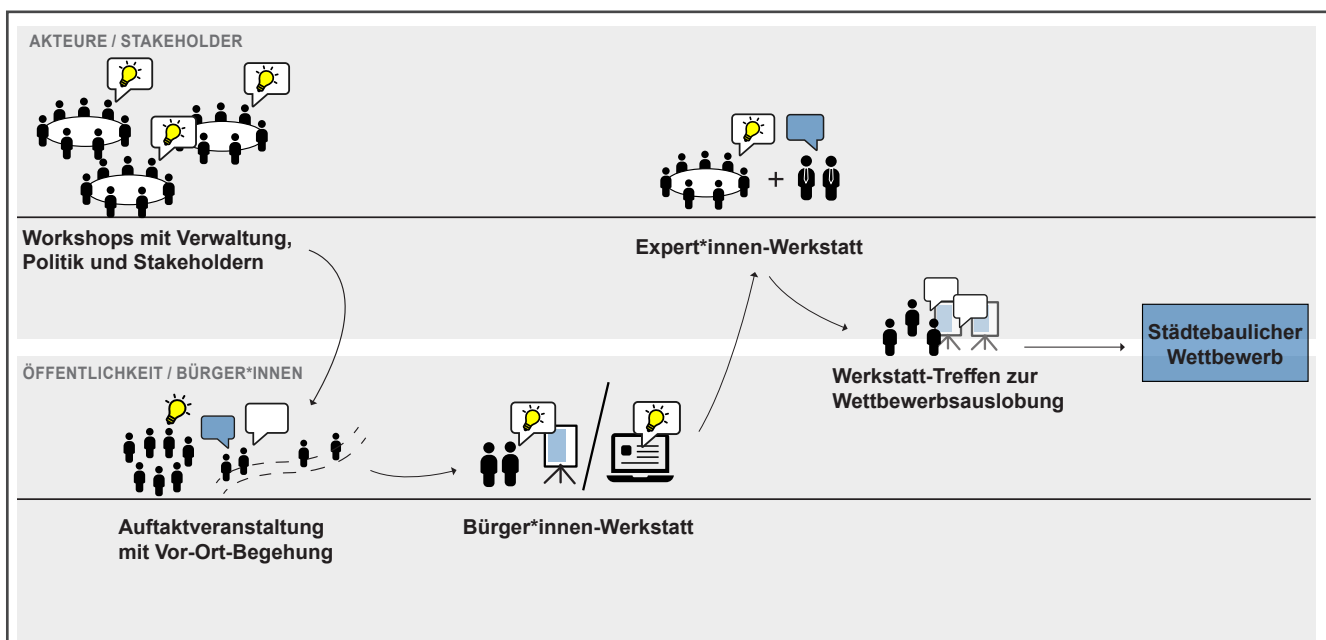 AKTEURE / STAKEHOLDER
+
Workshops mit Verwaltung,
Politik und Stakeholdern
Expert*innen-Werkstatt
Städtebaulicher
Wettbewerb
ÖFFENTLICHKEIT / BÜRGER*INNEN
Werkstatt-Treffen zur
Wettbewerbsauslobung
Auftaktveranstaltung
mit Vor-Ort-Begehung
Bürger*innen-Werkstatt